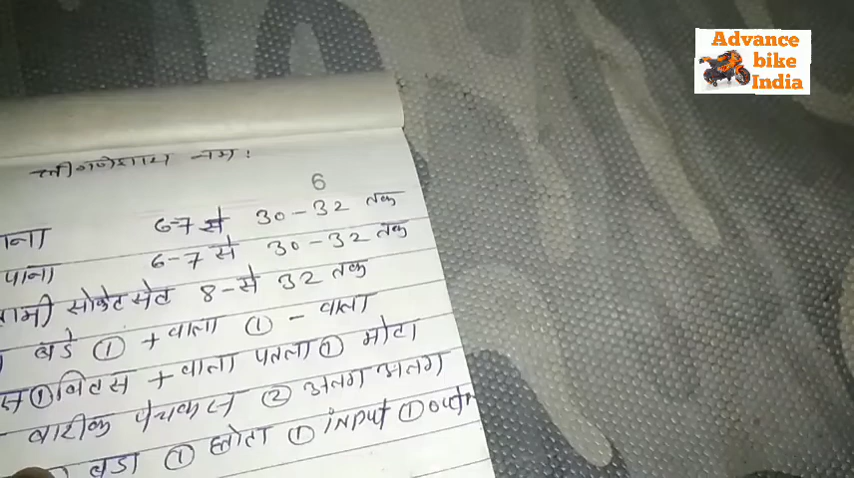 Advance
bike
India
श्री गणेशाय नमः
6
6-7 से 30-32 तक
पाना 6-7 से 30-32 तक
सोकेट सेट 8-से 32 तक
बडे ① + वाला ① - वाला
① बिटस + वाला पतला ① मोटा
बारीक पेचकस ② अलग अलग
बडा ① छोटा ① input ①